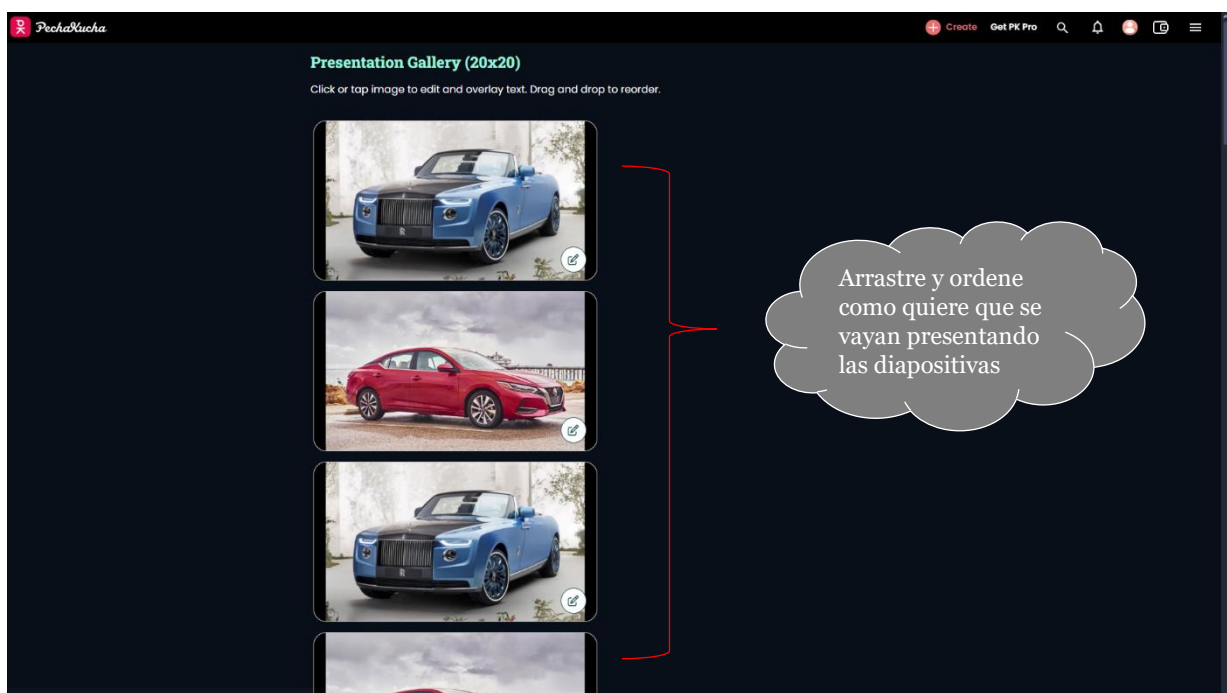 PechaKucha
Create Get PK Pro
Presentation Gallery (20x20)
Click or tap image to edit and overlay text. Drag and drop to reorder.
Arrastre y ordene
como quiere que se
vayan presentando
las diapositivas